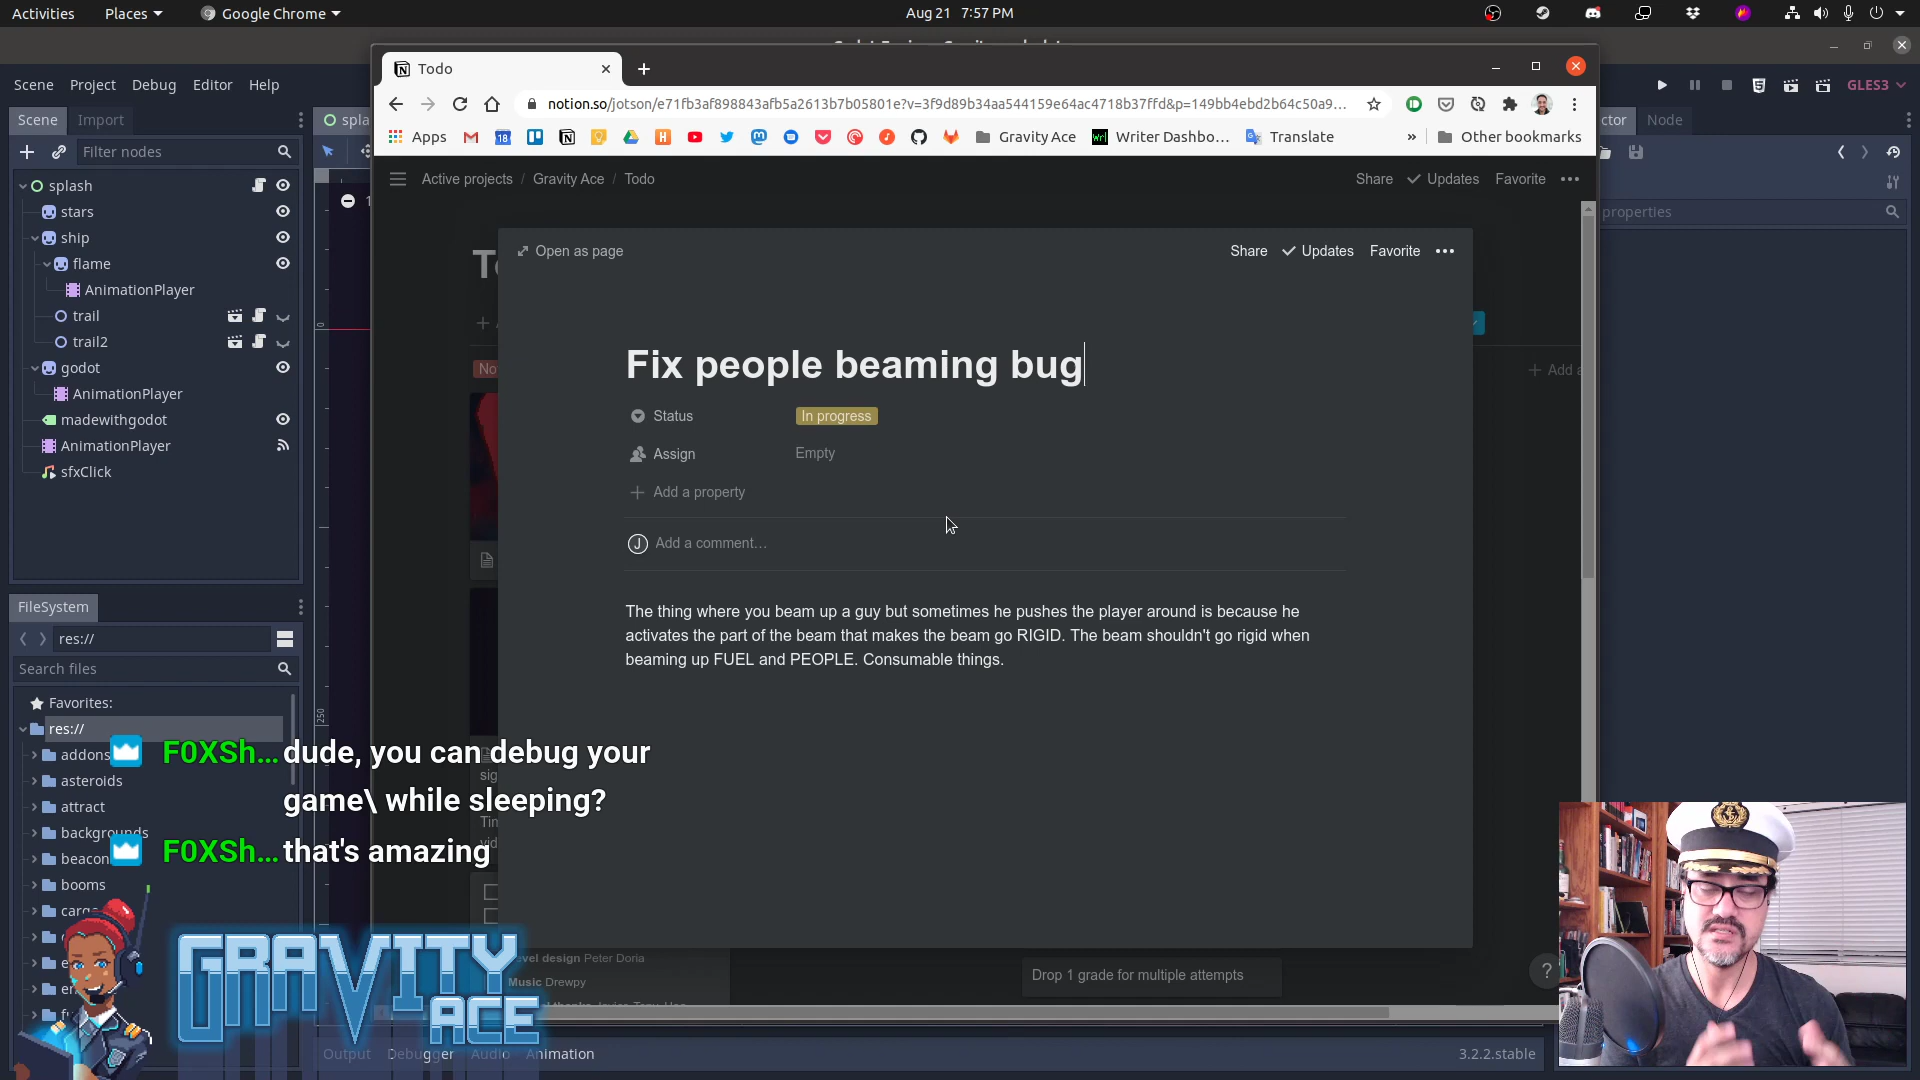 Activities
Places
Google Chrome
Aug 21 7:57 PM
Scene
Project
Debug
Editor
Help
GLES3
Todo
notion.so/jotson/e71fb3af898843afb5a2613b7b05801e?v=3f9d89b34aa544159e64ac4718b37ffd&p=149bb4ebd2b64c50a9...
Apps
Gravity Ace
Writer Dashbo...
Translate
»
Other bookmarks
Scene
Import
Node
Filter nodes
Active projects / Gravity Ace / Todo
Share
Updates
Favorite
properties
splash
stars
ship
flame
AnimationPlayer
trail
trail2
godot
AnimationPlayer
madewithgodot
AnimationPlayer
sfxClick
Open as page
Share
Updates
Favorite
Fix people beaming bug
Status
In progress
Assign
Empty
Add a property
Add a comment...
The thing where you beam up a guy but sometimes he pushes the player around is because he
activates the part of the beam that makes the beam go RIGID. The beam shouldn't go rigid when
beaming up FUEL and PEOPLE. Consumable things.
FileSystem
res://
Search files
Favorites:
res://
addons
asteroids
attract
backgrounds
beacon
booms
F0XSh... dude, you can debug your
game\ while sleeping?
F0XSh... that's amazing
GRAVITY
ACE
level design Peter Doria
Music Drewpy
Drop 1 grade for multiple attempts
Output
Debugger
Audio
Animation
3.2.2.stable